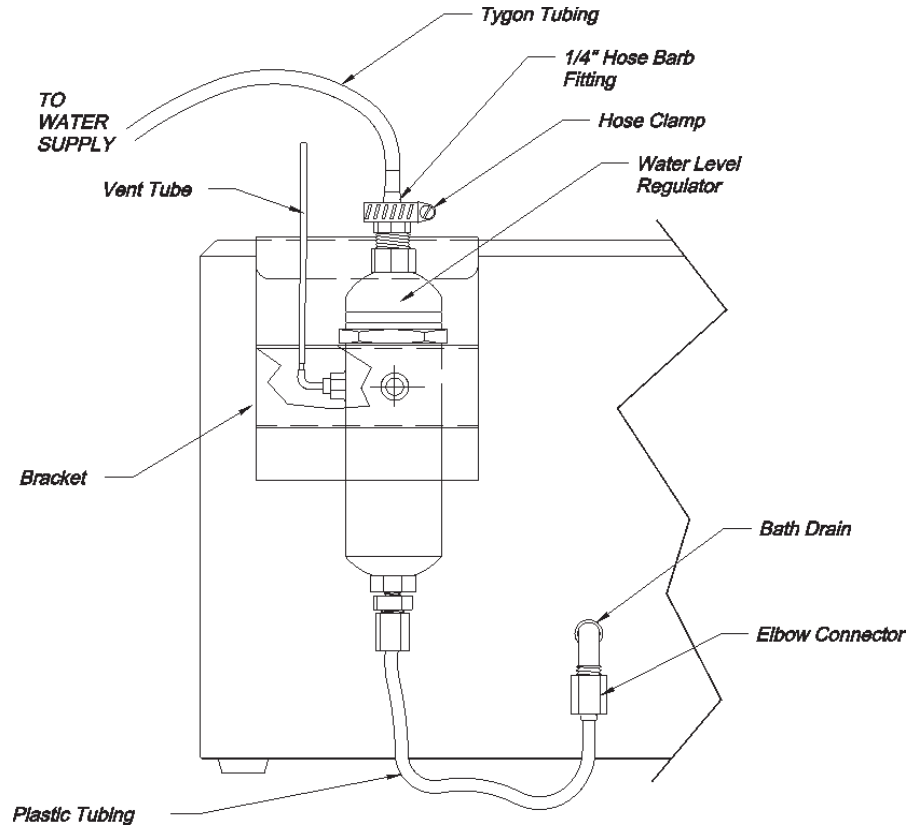 Tygon Tubing
1/4" Hose Barb
Fitting
TO
WATER
SUPPLY
Hose Clamp
Water Level
Regulator
Vent Tube
Bracket
Bath Drain
Elbow Connector
Plastic Tubing